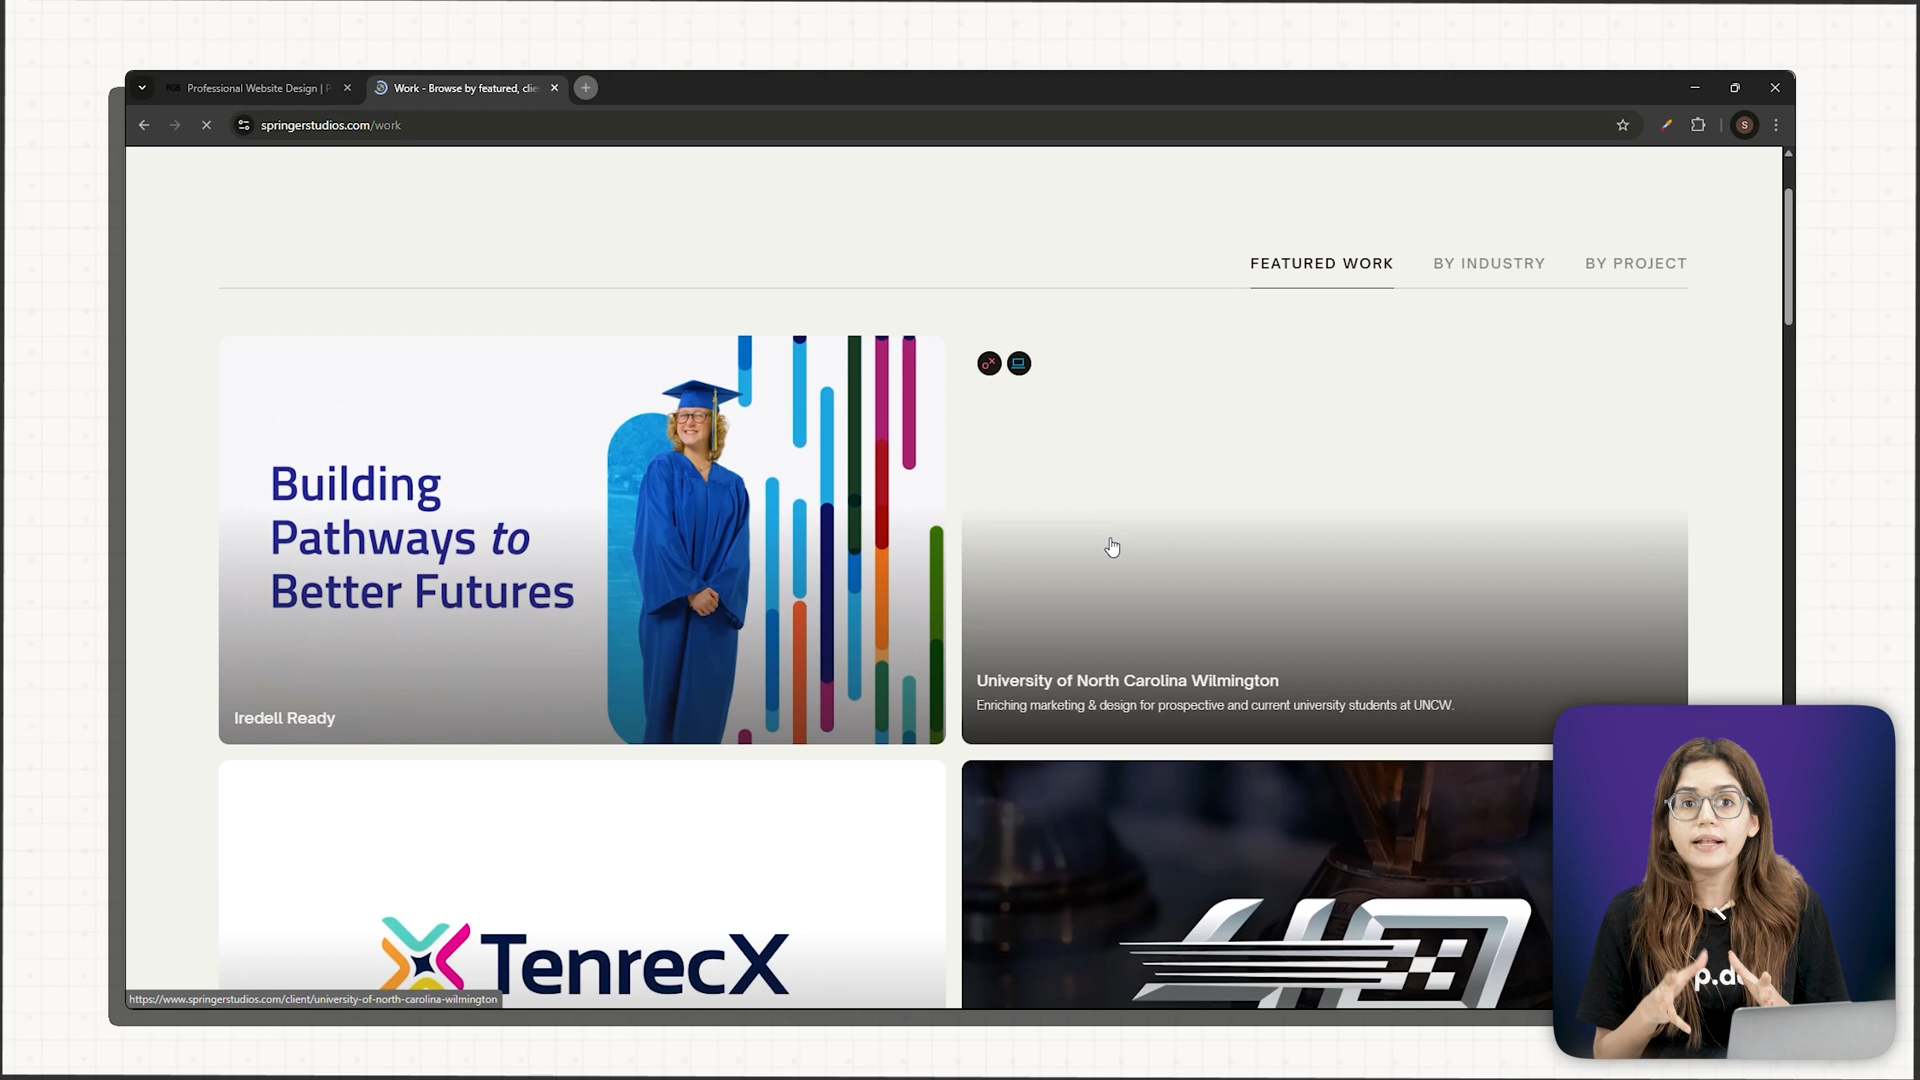 Professional Website Design | P
Work - Browse by featured, clie
springerstudios.com/work
S
FEATURED WORK BY INDUSTRY BY PROJECT
Building
Pathways to
Better Futures
Iredell Ready
University of North Carolina Wilmington
Enriching marketing & design for prospective and current university students at UNCW.
TenrecX
https://www.springerstudios.com/client/university-of-north-carolina-wilmington